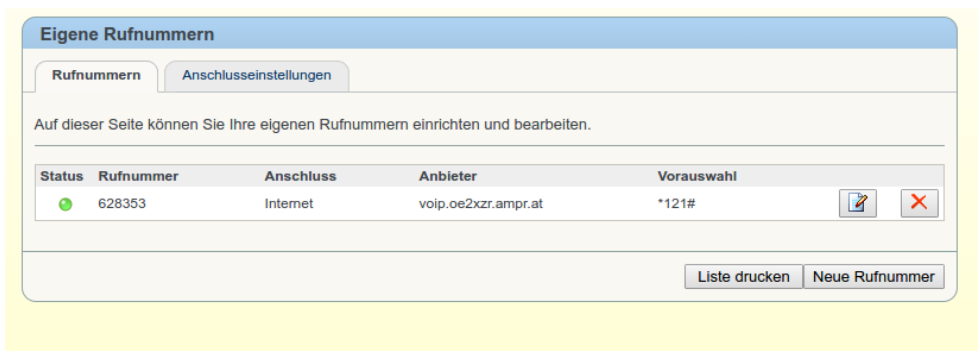 Eigene Rufnummern
Rufnummern Anschlusseinstellungen
Auf dieser Seite können Sie Ihre eigenen Rufnummern einrichten und bearbeiten.
Status Rufnummer Anschluss Anbieter Vorauswahl
628353 Internet voip.oe2xzr.ampr.at *121#
Liste drucken Neue Rufnummer